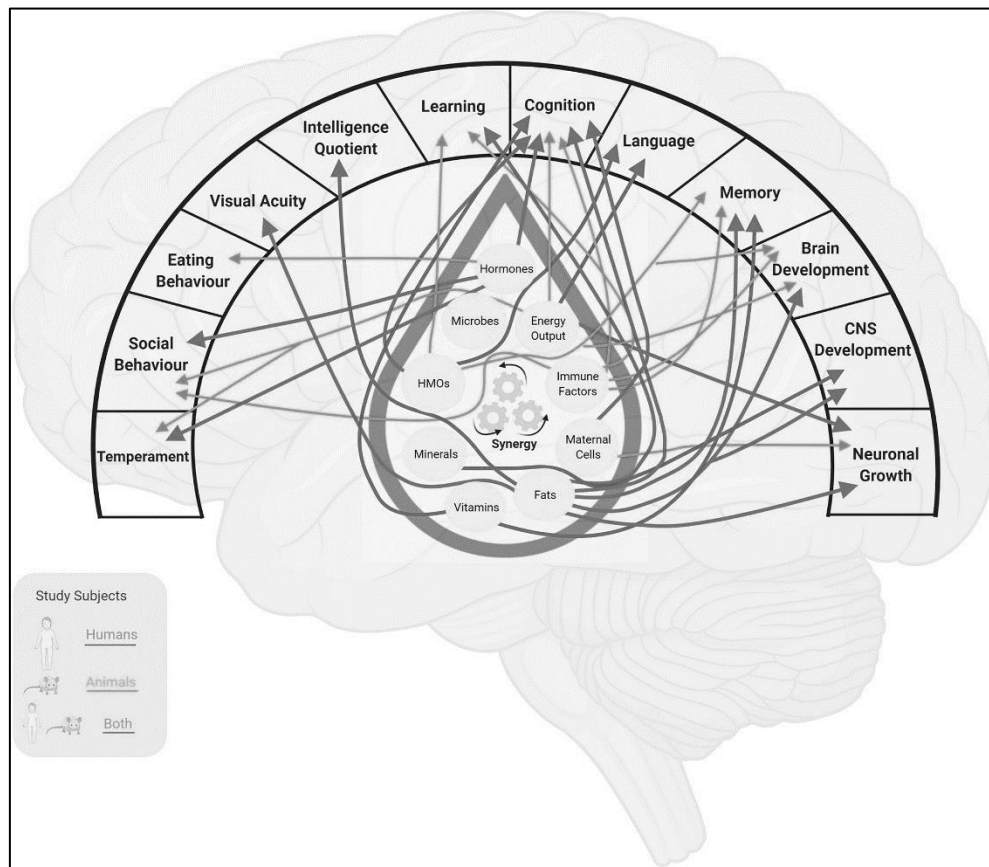 Learning
Cognition
Intelligence
Quotient
Language
Visual Acuity
Memory
Eating
Behaviour
Brain
Development
Social
Behaviour
CNS
Development
Temperament
Neuronal
Growth
Hormones
Microbes
Energy
Output
HMOs
Immune
Factors
Synergy
Minerals
Maternal
Cells
Vitamins
Fats
Study Subjects
Humans
Animals
Both